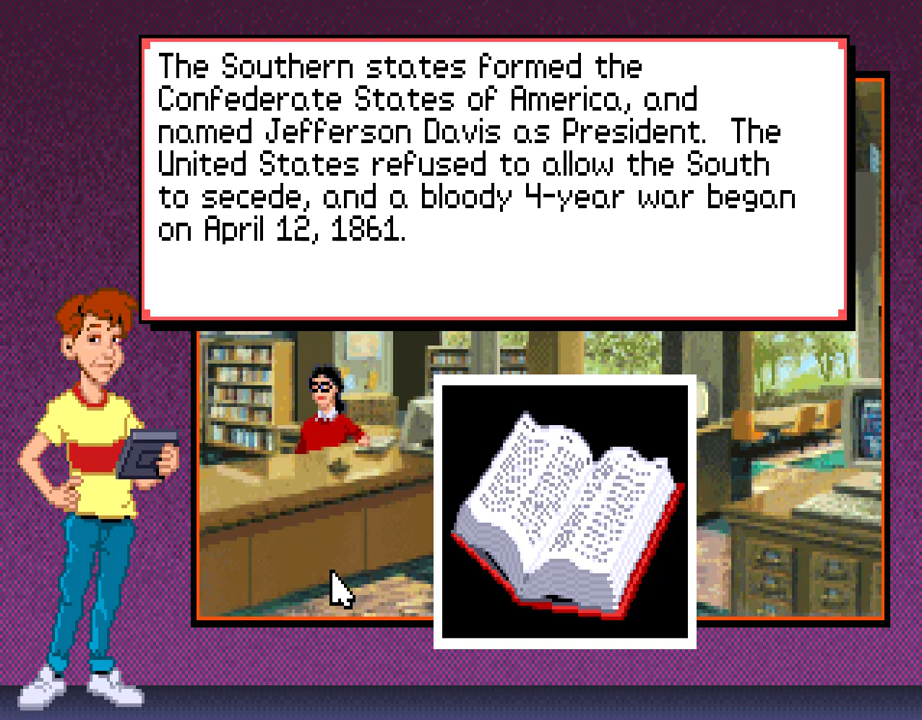 The Southern states formed the
Confederate States of America, and
named Jefferson Davis as President.  The
United States refused to allow the South
to secede, and a bloody 4-year war began
on April 12, 1861.